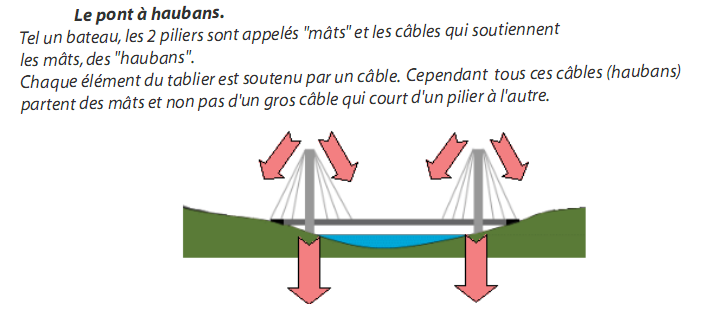 Le pont à haubans.
Tel un bateau, les 2 piliers sont appelés "mâts" et les câbles qui soutiennent
les mâts, des "haubans".
Chaque élément du tablier est soutenu par un câble. Cependant tous ces câbles (haubans)
partent des mâts et non pas d'un gros câble qui court d'un pilier à l'autre.